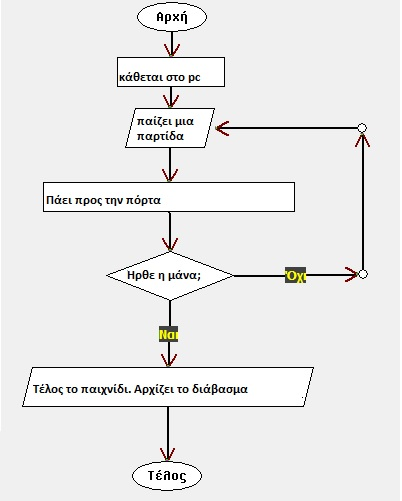 Αρχή
κάθεται στο pc
παίζει μια
παρτίδα
Πάει προς την πόρτα
Ηρθε η μάνα;
Όχι
Ναι
Τέλος το παιχνίδι. Αρχίζει το διάβασμα
Τέλος